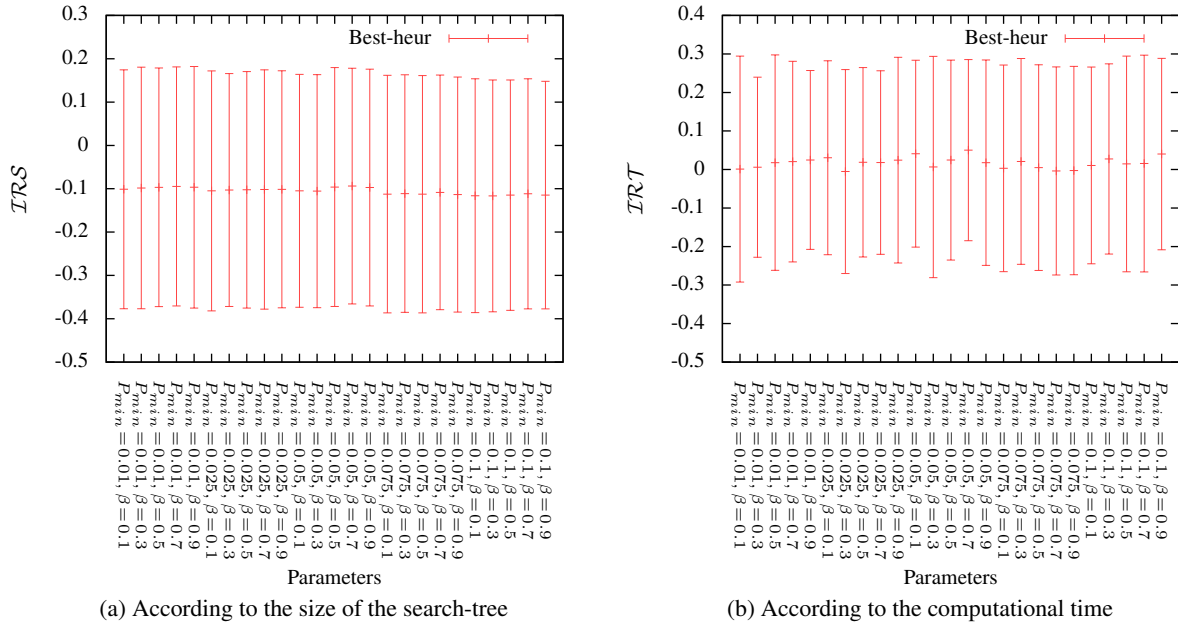 0.3
0.2
0.1
0
-0.1
-0.2
-0.3
-0.4
-0.5
IRS
Best-heur
P_min=0.01, β=0.1
P_min=0.01, β=0.3
P_min=0.01, β=0.5
P_min=0.01, β=0.7
P_min=0.01, β=0.9
P_min=0.025, β=0.1
P_min=0.025, β=0.3
P_min=0.025, β=0.5
P_min=0.025, β=0.7
P_min=0.025, β=0.9
P_min=0.05, β=0.1
P_min=0.05, β=0.3
P_min=0.05, β=0.5
P_min=0.05, β=0.7
P_min=0.05, β=0.9
P_min=0.075, β=0.1
P_min=0.075, β=0.3
P_min=0.075, β=0.5
P_min=0.075, β=0.7
P_min=0.075, β=0.9
P_min=0.1, β=0.1
P_min=0.1, β=0.3
P_min=0.1, β=0.5
P_min=0.1, β=0.7
P_min=0.1, β=0.9
Parameters
(a) According to the size of the search-tree
0.4
0.3
0.2
0.1
0
-0.1
-0.2
-0.3
-0.4
-0.5
IRT
Best-heur
P_min=0.01, β=0.1
P_min=0.01, β=0.3
P_min=0.01, β=0.5
P_min=0.01, β=0.7
P_min=0.01, β=0.9
P_min=0.025, β=0.1
P_min=0.025, β=0.3
P_min=0.025, β=0.5
P_min=0.025, β=0.7
P_min=0.025, β=0.9
P_min=0.05, β=0.1
P_min=0.05, β=0.3
P_min=0.05, β=0.5
P_min=0.05, β=0.7
P_min=0.05, β=0.9
P_min=0.075, β=0.1
P_min=0.075, β=0.3
P_min=0.075, β=0.5
P_min=0.075, β=0.7
P_min=0.075, β=0.9
P_min=0.1, β=0.1
P_min=0.1, β=0.3
P_min=0.1, β=0.5
P_min=0.1, β=0.7
P_min=0.1, β=0.9
Parameters
(b) According to the computational time